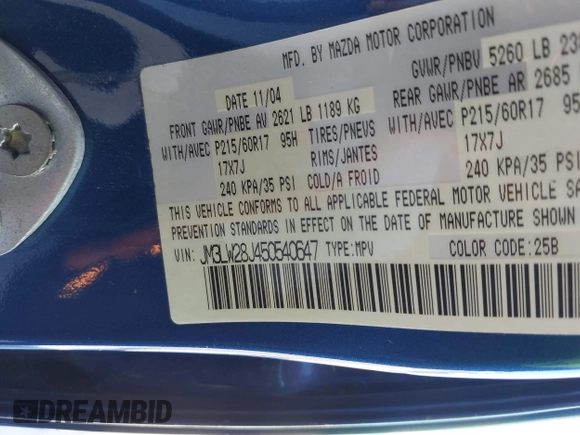 MFD. BY MAZDA MOTOR CORPORATION
DATE 11/04 GVWR/PNBV 5260 LB
FRONT GAWR/PNBE AV 2621 LB 1189 KG REAR GAWR/PNBE AR 2685
WITH/AVEC P215/60R17 95H TIRES/PNEUS WITH/AVEC P215/60R17
17X7J RIMS/JANTES 17X7J
240 KPA/35 PSI COLD/A FROID 240 KPA/35 PSI
THIS VEHICLE CONFORMS TO ALL APPLICABLE FEDERAL MOTOR VEHICLE
PREVENTION STANDARDS IN EFFECT ON THE DATE OF MANUFACTURE SHOWN
VIN: JM3LW28J450540647 TYPE:MPV COLOR CODE:25B
DREAMBID